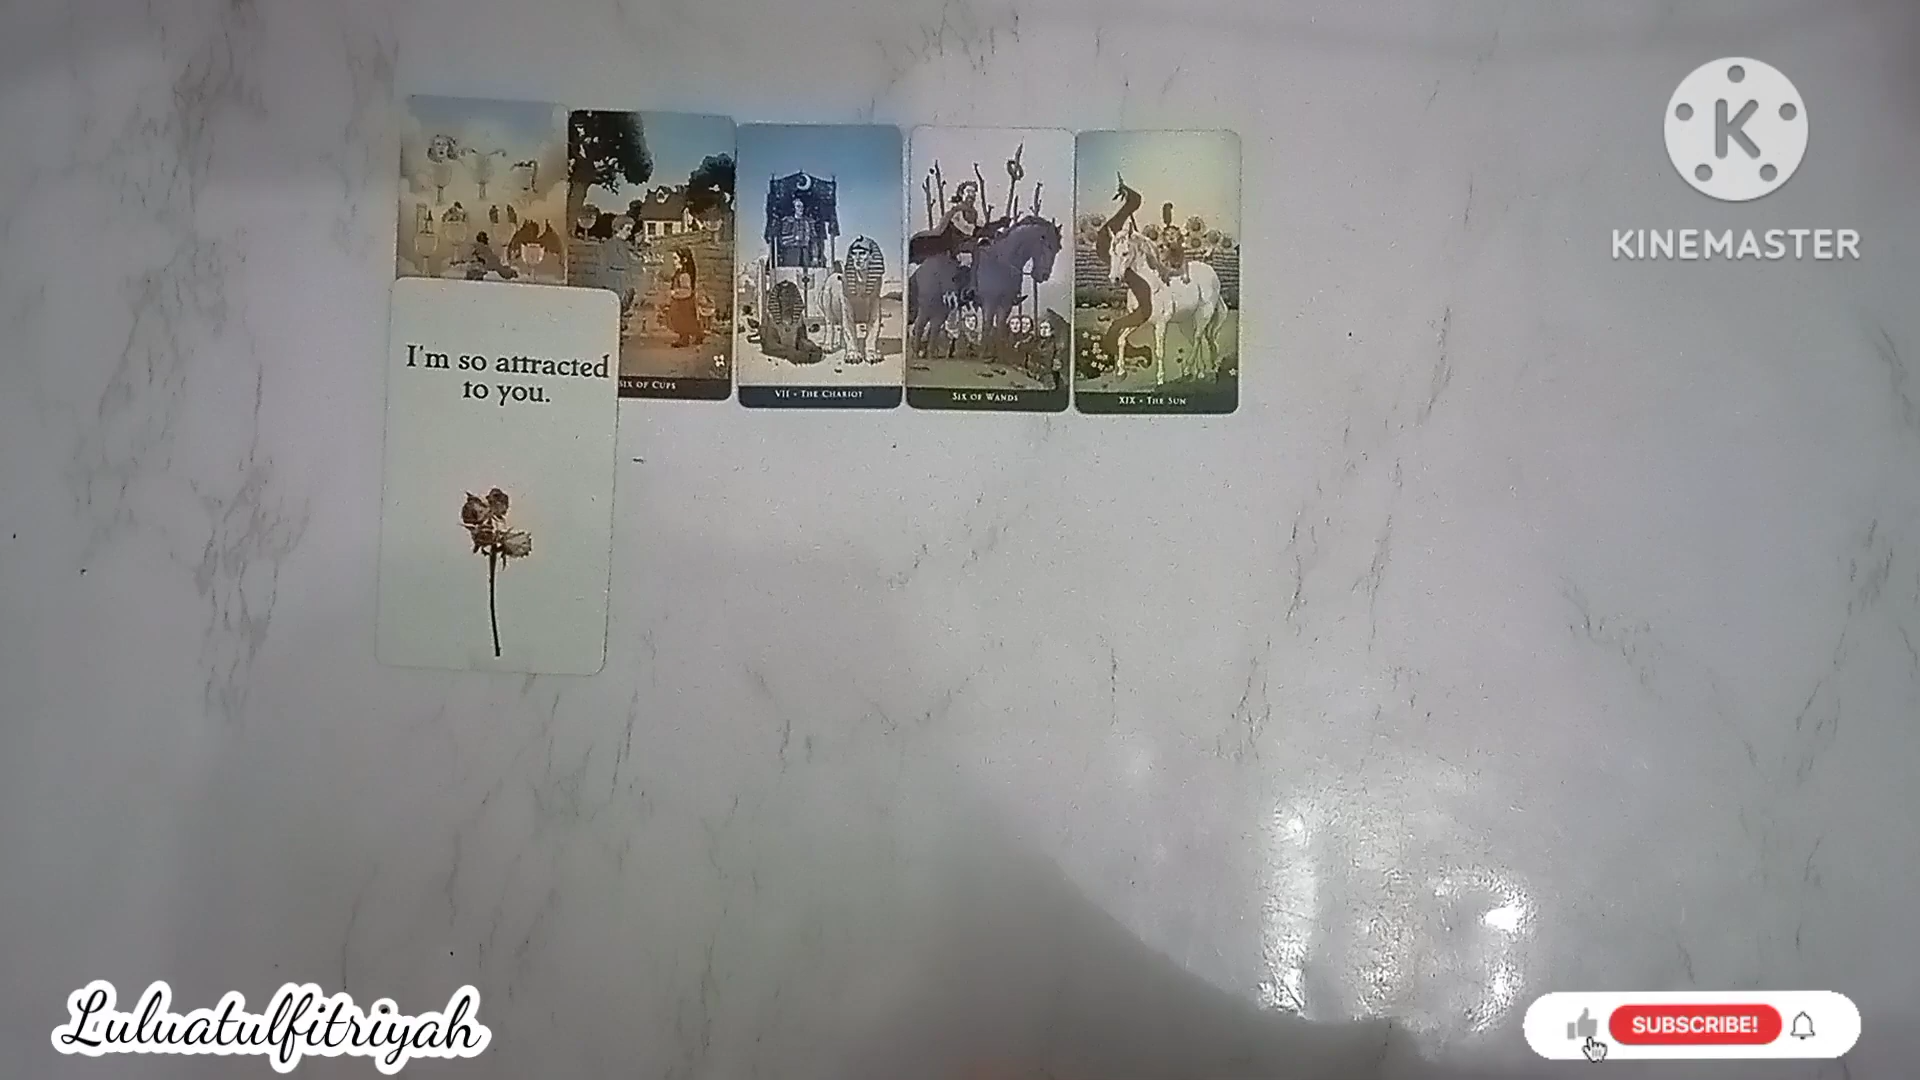 KINEMASTER
I'm so attracted
to you.
SIX OF CUPS
VII • THE CHARIOT
SIX OF WANDS
XIX • THE SUN
Luluatulfitriyah
SUBSCRIBE!